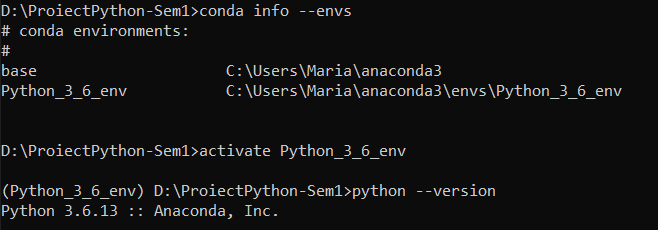 D:\ProiectPython-Sem1>conda info --envs
# conda environments:
#
base                     C:\Users\Maria\anaconda3
Python_3_6_env           C:\Users\Maria\anaconda3\envs\Python_3_6_env
D:\ProiectPython-Sem1>activate Python_3_6_env
(Python_3_6_env) D:\ProiectPython-Sem1>python --version
Python 3.6.13 :: Anaconda, Inc.